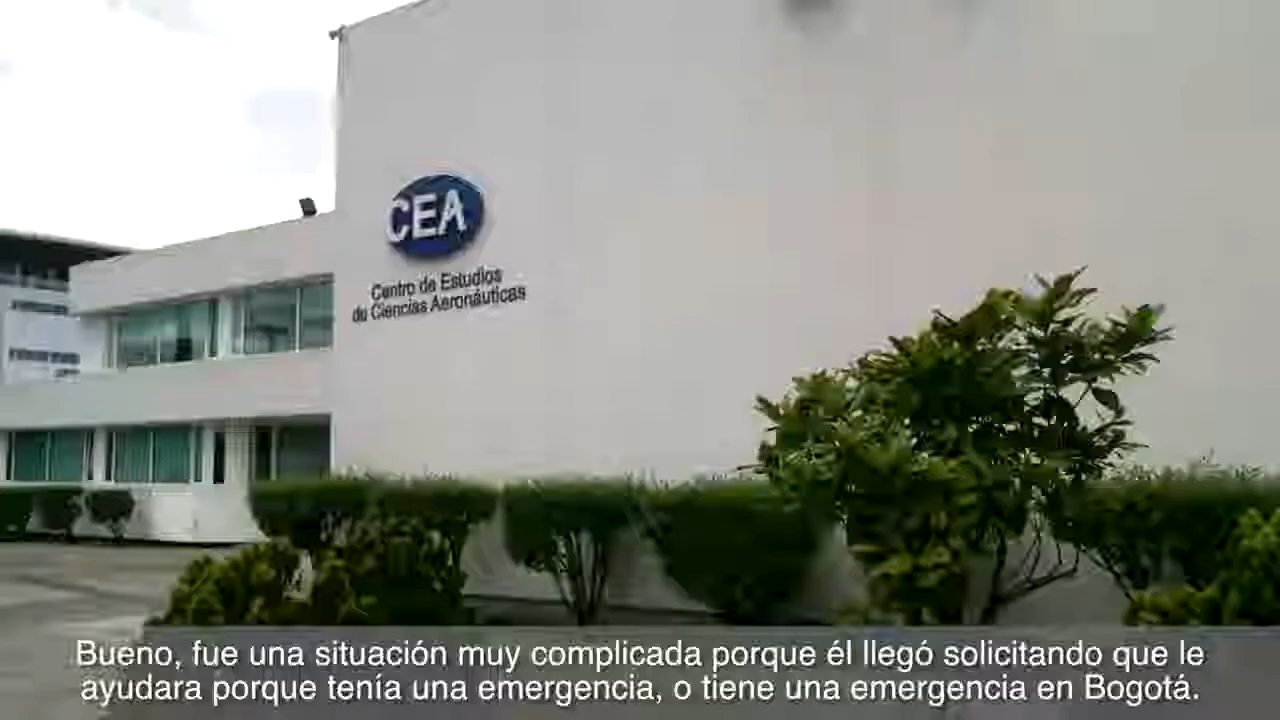 CEA
Centro de Estudios
du Ciencias Aeronáuticas
Bueno, fue una situación muy complicada porque él llegó solicitando que le
ayudara porque tenía una emergencia, o tiene una emergencia en Bogotá.